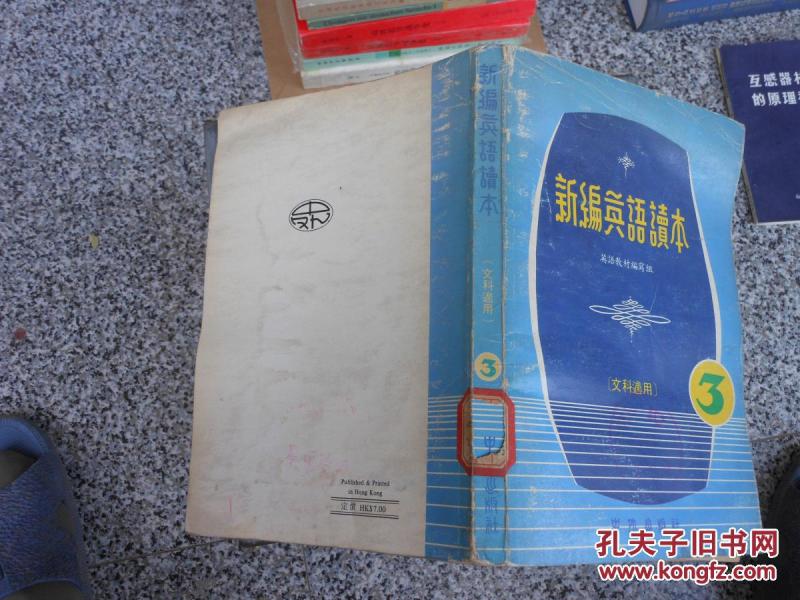 新編英語讀本
英語教材編寫組
[文科適用]
3
新編英語讀本
(文科適用)
3
Published & Printed
in Hong Kong
定價 HK$7.00
互感器
的原理
孔夫子旧书网
www.kongfz.com